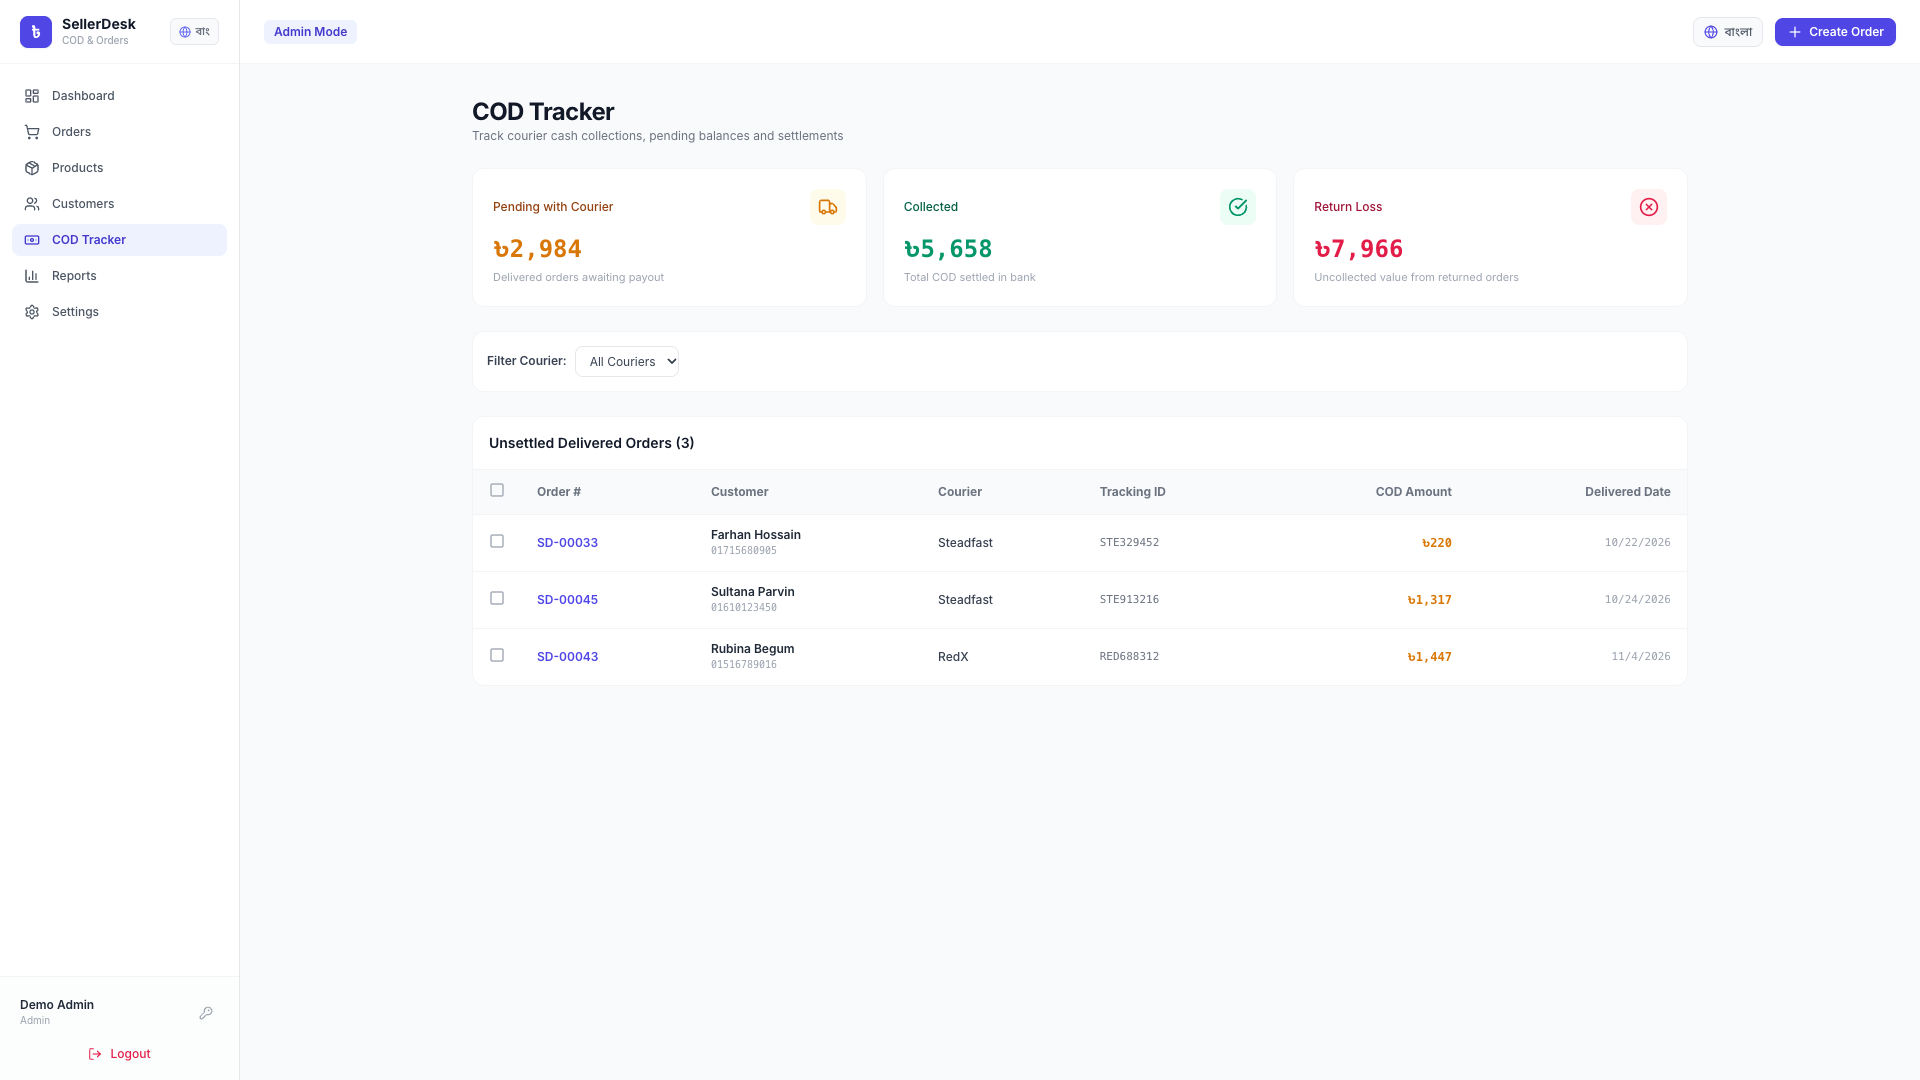 ৳
SellerDesk
COD & Orders
বাং
Dashboard
Orders
Products
Customers
COD Tracker
Reports
Settings
Demo Admin
Admin
Logout
Admin Mode
বাংলা
Create Order
COD Tracker
Track courier cash collections, pending balances and settlements
Pending with Courier
৳2,984
Delivered orders awaiting payout
Collected
৳5,658
Total COD settled in bank
Return Loss
৳7,966
Uncollected value from returned orders
Filter Courier: All Couriers
Unsettled Delivered Orders (3)
Order # Customer Courier Tracking ID COD Amount Delivered Date
SD-00033 Farhan Hossain Steadfast STE329452 ৳220 10/22/2026
01715680905
SD-00045 Sultana Parvin Steadfast STE913216 ৳1,317 10/24/2026
01610123450
SD-00043 Rubina Begum RedX RED688312 ৳1,447 11/4/2026
01516789016